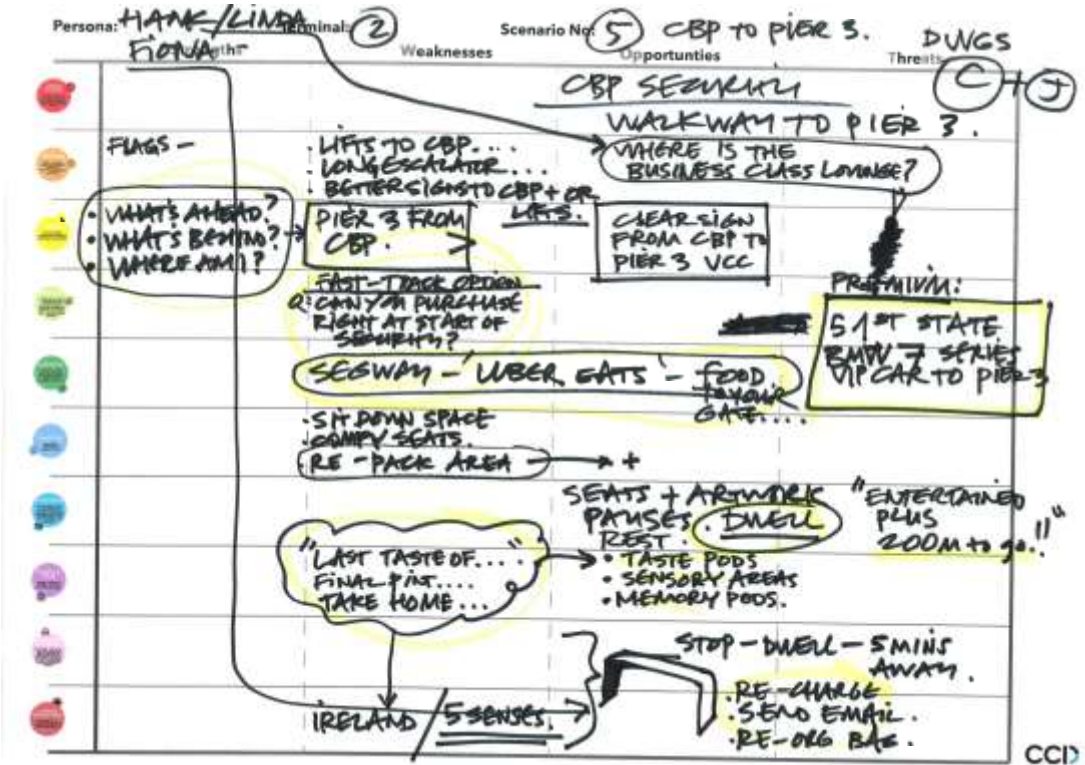 Persona: HANK/LINDA Terminal: 2 Scenario No: 5 CBP TO PIER 3.
FIONA
Weaknesses Opportunties Threats DWGS
C + J
CBP SECURITY
WALKWAY TO PIER 3.
FLAGS -
· LIFTS TO CBP....
· LONG ESCALATOR...
· BETTER SIGNS TO CBP + OR
LIFTS.
WHERE IS THE
BUSINESS CLASS LOUNGE?
· WHAT'S AHEAD?
· WHAT'S BEHIND?
· WHERE AM I?
PIER 3 FROM
CBP. >
CLEAR SIGN
FROM CBP TO
PIER 3 VCC
FAST-TRACK OPTION
Q: CAN YOU PURCHASE
RIGHT AT START OF
SECURITY?
PREMIUM:
51ST STATE
BMW 7 SERIES
VIP CAR TO PIER 3
SEGWAY - 'UBER EATS' - FOOD
TO YOUR
GATE....
· SIT DOWN SPACE
· COMFY SEATS.
· RE-PACK AREA → +
SEATS + ARTWORK
PAUSES. DWELL
REST.
· TASTE PODS
· SENSORY AREAS
· MEMORY PODS.
"ENTERTAINED
PLUS
200M to go.!!"
"LAST TASTE OF...."
FINAL PINT....
TAKE HOME...
STOP - DWELL - 5 MINS
AWAY.
· RE-CHARGE
· SEND EMAIL.
· RE-ORG BAG.
IRELAND / 5 SENSES.
CCD